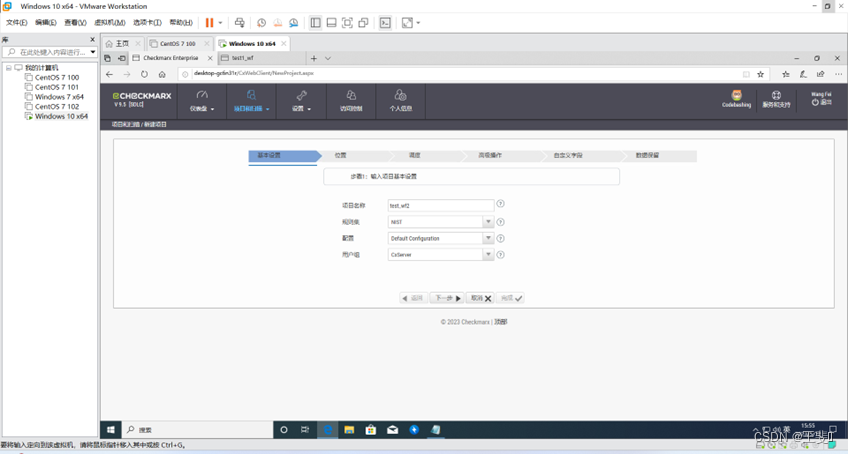 Windows 10 x64 - VMware Workstation
文件(F) 编辑(E) 查看(V) 虚拟机(M) 选项卡(T) 帮助(H)
库
在此处键入内容进行...
我的计算机
CentOS 7 100
CentOS 7 101
Windows 7 x64
CentOS 7 102
Windows 10 x64
主页 CentOS 7 100 Windows 10 x64
Checkmarx Enterprise test1_wf
desktop-gc6n31r/CxWebClient/NewProject.aspx
CHECKMARX
V 9.3
仪表盘 项目和扫描 设置 访问控制 个人信息
Codebashing 服务和支持 Wang Fei
退出
项目和扫描 / 新建项目
基本设置 位置 调度 高级操作 自定义字段 数据保留
步骤1: 输入项目基本设置
项目名称 test_wf2
规则集 NIST
配置 Default Configuration
用户组 CxServer
返回 下一步 取消 完成
© 2023 Checkmarx | 顶部
搜索
英 15:55
要将输入定向到该虚拟机，请将鼠标指针移入其中或按 Ctrl+G。